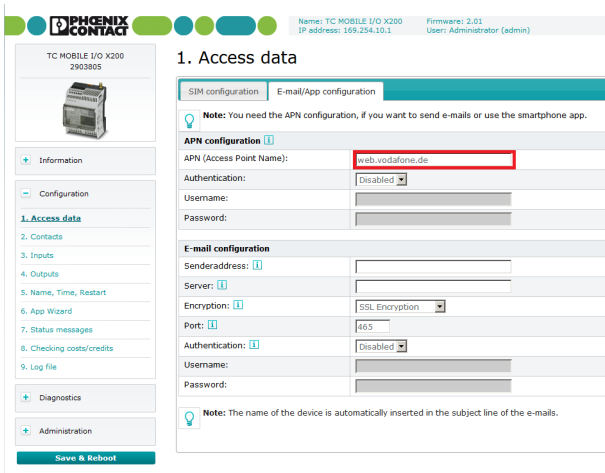 PHŒNIX CONTACT
Name: TC MOBILE I/O X200 Firmware: 2.01
IP address: 169.254.10.1 User: Administrator (admin)
TC MOBILE I/O X200
2903805
Information
Configuration
1. Access data
2. Contacts
3. Inputs
4. Outputs
5. Name, Time, Restart
6. App Wizard
7. Status messages
8. Checking costs/credits
9. Log file
Diagnostics
Administration
Save & Reboot
1. Access data
SIM configuration E-mail/App configuration
Note: You need the APN configuration, if you want to send e-mails or use the smartphone app.
APN configuration i
APN (Access Point Name): web.vodafone.de
Authentication: Disabled
Username:
Password:
E-mail configuration
Senderaddress: i
Server: i
Encryption: i SSL Encryption
Port: i 465
Authentication: i Disabled
Username:
Password:
Note: The name of the device is automatically inserted in the subject line of the e-mails.